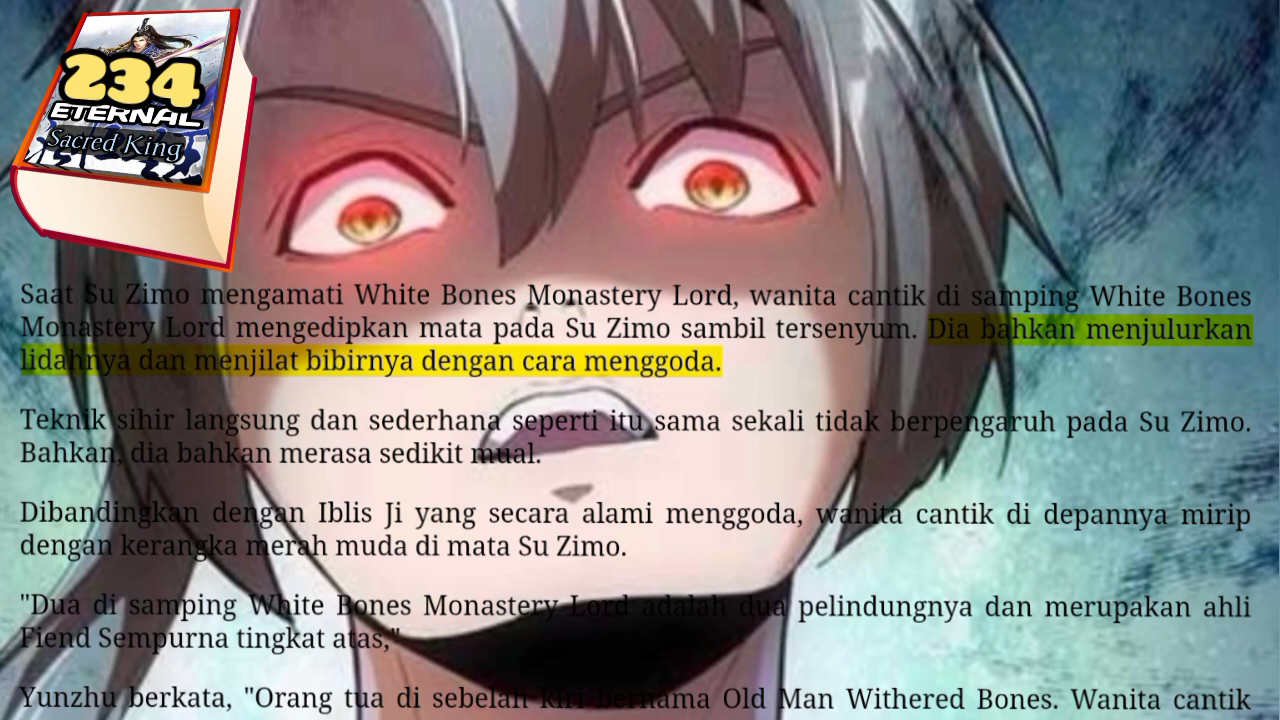 234
ETERNAL
Sacred King
Saat Su Zimo mengamati White Bones Monastery Lord, wanita cantik di samping White Bones
Monastery Lord mengedipkan mata pada Su Zimo sambil tersenyum. Dia bahkan menjulurkan
lidahnya dan menjilat bibirnya dengan cara menggoda.
Teknik sihir langsung dan sederhana seperti itu sama sekali tidak berpengaruh pada Su Zimo.
Bahkan, dia bahkan merasa sedikit mual.
Dibandingkan dengan Iblis Ji yang secara alami menggoda, wanita cantik di depannya mirip
dengan kerangka merah muda di mata Su Zimo.
"Dua di samping White Bones Monastery Lord adalah dua pelindungnya dan merupakan ahli
Fiend Sempurna tingkat atas,"
Yunzhu berkata, "Orang tua di sebelah kiri bernama Old Man Withered Bones. Wanita cantik